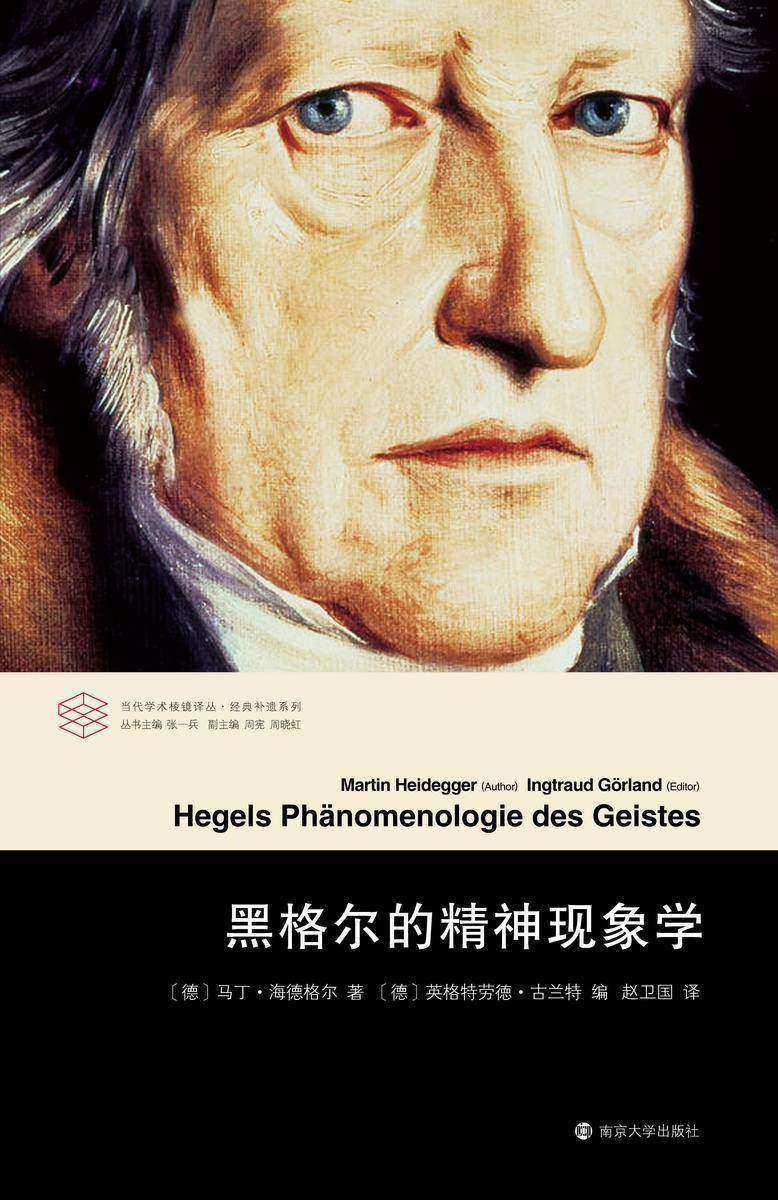 当代学术棱镜译丛·经典补遗系列
丛书主编 张一兵 副主编 周宪 周晓虹
Martin Heidegger (Author) Ingtraud Görland (Editor)
Hegels Phänomenologie des Geistes
黑格尔的精神现象学
〔德〕马丁·海德格尔 著 〔德〕英格特劳德·古兰特 编 赵卫国 译
南京大学出版社